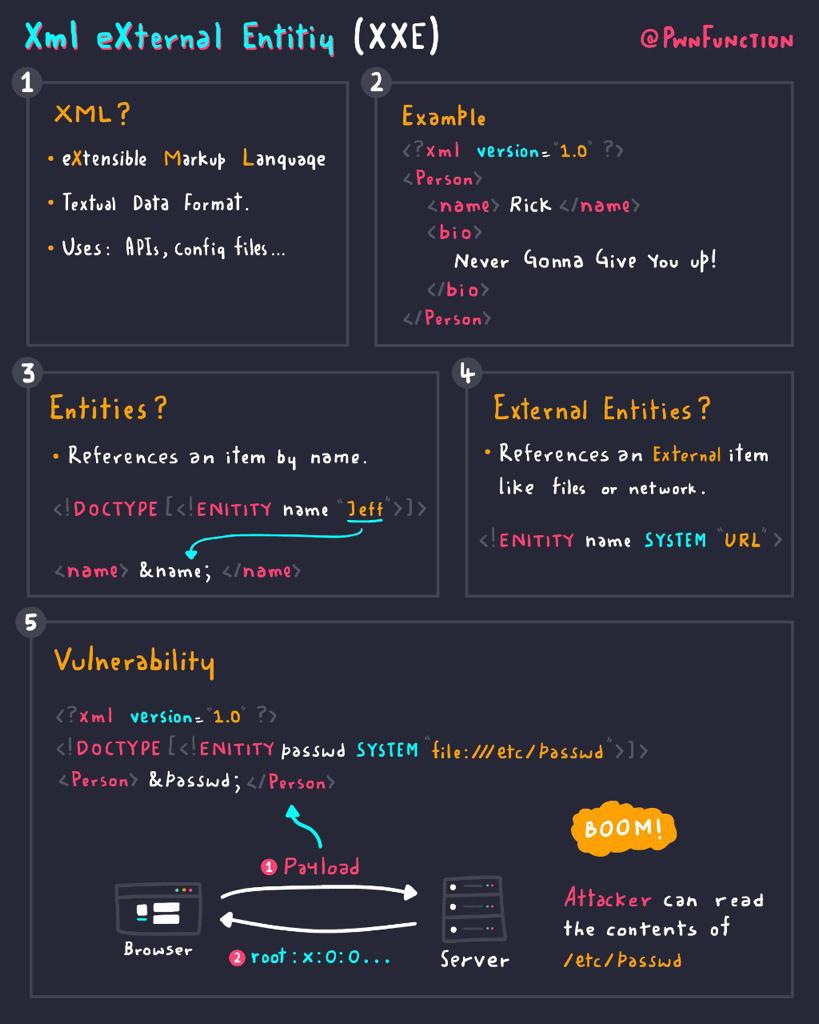 Xml eXternal Entitiy (XXE)
@PwnFunction
1
XML?
• eXtensible Markup Language
• Textual Data Format.
• Uses: APIs, Config files...
2
Example
<?xml version="1.0" ?>
<Person>
<name> Rick </name>
<bio>
Never Gonna Give You up!
</bio>
</Person>
3
Entities?
• References an item by name.
<!DOCTYPE [<!ENITITY name "Jeff">]>
<name> &name; </name>
4
External Entities?
• References an External item
like files or network.
<!ENITITY name SYSTEM "URL" >
5
Vulnerability
<?xml version="1.0" ?>
<!DOCTYPE [<!ENITITY passwd SYSTEM "file:///etc/passwd">]>
<Person> &passwd; </Person>
1 Payload
Browser
2 root:x:0:0...
Server
BOOM!
Attacker can read
the contents of
/etc/passwd